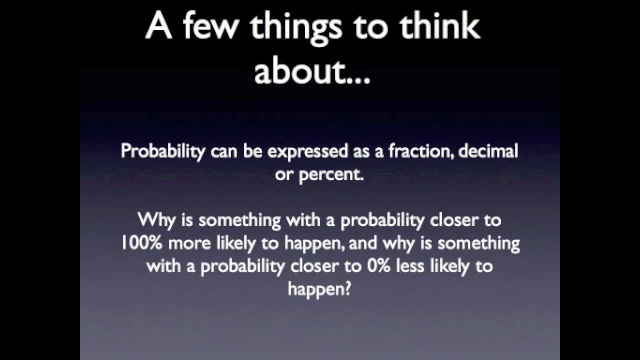 A few things to think
about...
Probability can be expressed as a fraction, decimal
or percent.
Why is something with a probability closer to
100% more likely to happen, and why is something
with a probability closer to 0% less likely to
happen?